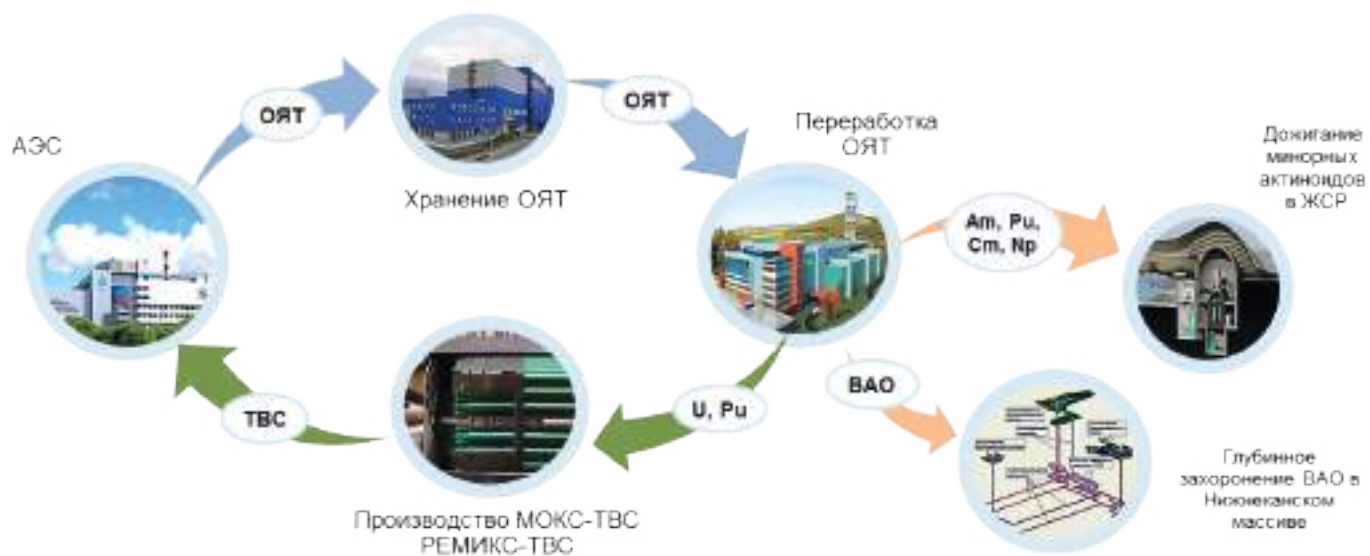 АЭС
ОЯТ
Хранение ОЯТ
ОЯТ
Переработка
ОЯТ
Am, Pu,
Cm, Np
Дожигание
минорных
актиноидов
в ЖСР
ВАО
Глубинное
захоронение ВАО в
Нижнеканском
массиве
U, Pu
Производство МОКС-ТВС
РЕМИКС-ТВС
ТВС